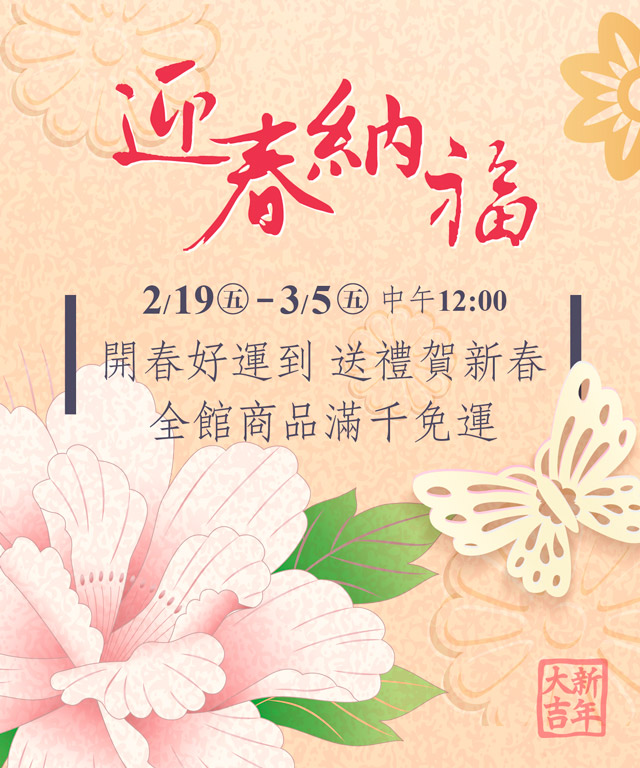 迎春納福
2/19㊄－3/5㊄ 中午12:00
開春好運到 送禮賀新春
全館商品滿千免運
新年
大吉